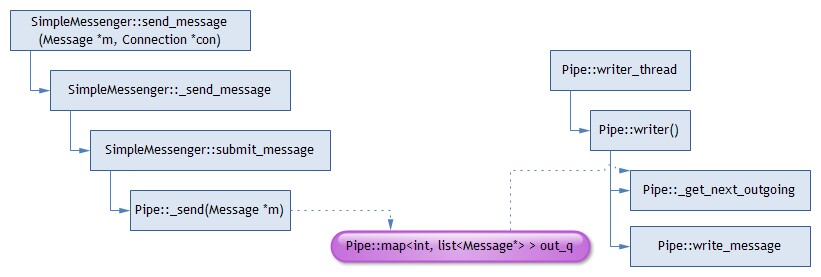 SimpleMessenger::send_message
(Message *m, Connection *con)
SimpleMessenger::_send_message
SimpleMessenger::submit_message
Pipe::_send(Message *m)
Pipe::map<int, list<Message*> > out_q
Pipe::writer_thread
Pipe::writer()
Pipe::_get_next_outgoing
Pipe::write_message